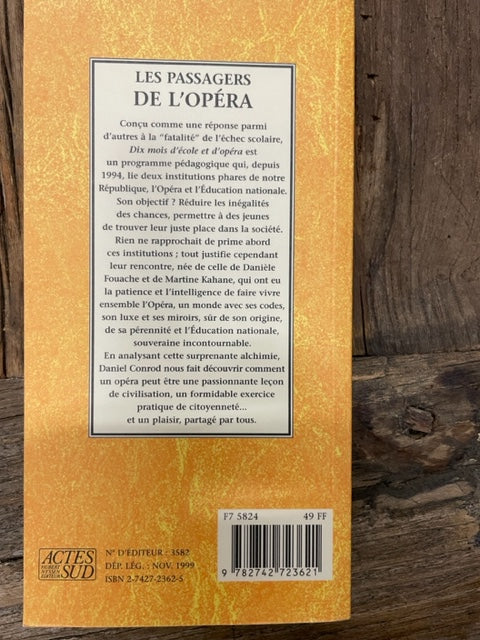 LES PASSAGERS
DE L'OPÉRA
Conçu comme une réponse parmi
d'autres à la "fatalité" de l'échec scolaire,
Dix mois d'école et d'opéra est
un programme pédagogique qui, depuis
1994, lie deux institutions phares de notre
République, l'Opéra et l'Éducation nationale.
Son objectif ? Réduire les inégalités
des chances, permettre à des jeunes
de trouver leur juste place dans la société.
Rien ne rapprochait de prime abord
ces institutions ; tout justifie cependant
leur rencontre, née de celle de Danièle
Fouache et de Martine Kahane, qui ont eu
la patience et l'intelligence de faire vivre
ensemble l'Opéra, un monde avec ses codes,
son luxe et ses miroirs, sûr de son origine,
de sa pérennité et l'Éducation nationale,
souveraine incontournable.
En analysant cette surprenante alchimie,
Daniel Conrod nous fait découvrir comment
un opéra peut être une passionnante leçon
de civilisation, un formidable exercice
pratique de citoyenneté...
et un plaisir, partagé par tous.
F7 5824 49 FF
9 782742 723621
ACTES
HUBERT
NYSSEN
ÉDITEUR
SUD
N° D'ÉDITEUR : 3582
DÉP. LÉG. : NOV. 1999
ISBN 2-7427-2362-5